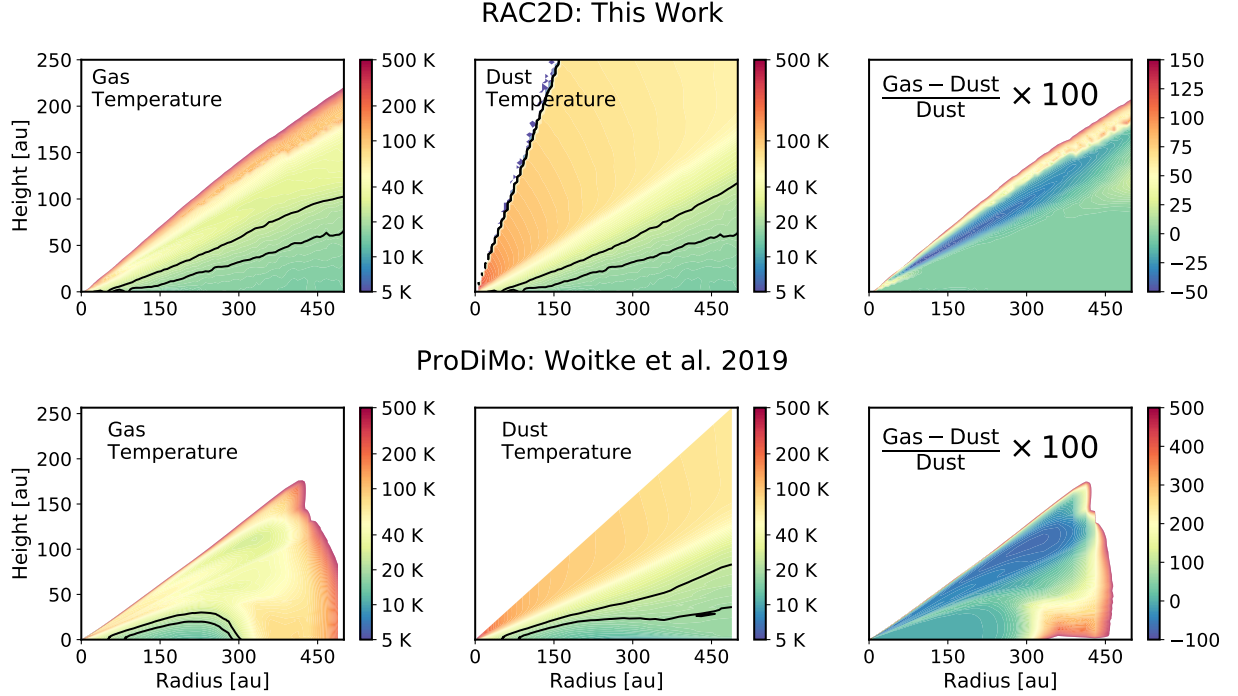 RAC2D: This Work
250
200
150
100
50
0
Height [au]
Gas
Temperature
0 150 300 450
500 K
200 K
100 K
40 K
20 K
10 K
5 K
Dust
Temperature
0 150 300 450
500 K
100 K
40 K
20 K
10 K
5 K
Gas − Dust
Dust
× 100
0 150 300 450
150
125
100
75
50
25
0
−25
−50
ProDiMo: Woitke et al. 2019
250
200
150
100
50
0
Height [au]
Gas
Temperature
0 150 300 450
Radius [au]
500 K
200 K
100 K
40 K
20 K
10 K
5 K
Dust
Temperature
0 150 300 450
Radius [au]
500 K
200 K
100 K
40 K
20 K
10 K
5 K
Gas − Dust
Dust
× 100
0 150 300 450
Radius [au]
500
400
300
200
100
0
−100